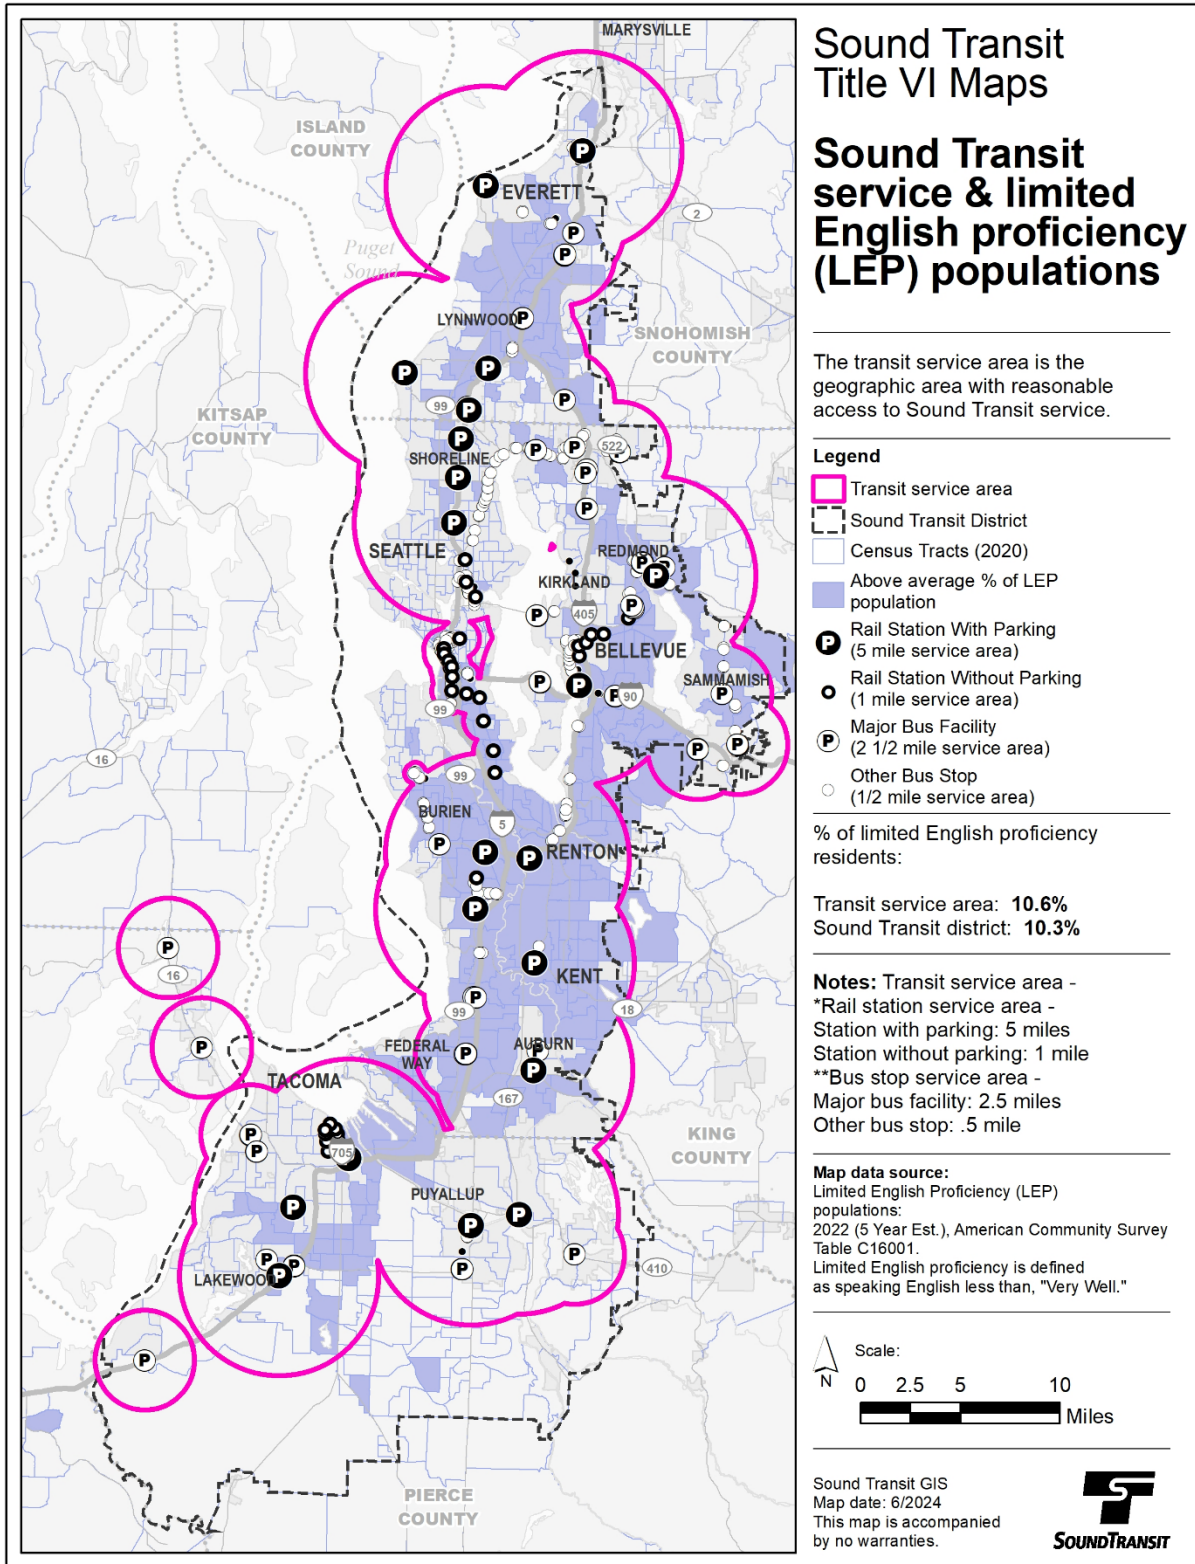 Sound Transit
Title VI Maps
Sound Transit
service & limited
English proficiency
(LEP) populations
The transit service area is the
geographic area with reasonable
access to Sound Transit service.
Legend
Transit service area
Sound Transit District
Census Tracts (2020)
Above average % of LEP
population
P
Rail Station With Parking
(5 mile service area)
Rail Station Without Parking
(1 mile service area)
P
Major Bus Facility
(2 1/2 mile service area)
Other Bus Stop
(1/2 mile service area)
% of limited English proficiency
residents:
Transit service area: 10.6%
Sound Transit district: 10.3%
Notes: Transit service area -
*Rail station service area -
Station with parking: 5 miles
Station without parking: 1 mile
**Bus stop service area -
Major bus facility: 2.5 miles
Other bus stop: .5 mile
Map data source:
Limited English Proficiency (LEP)
populations:
2022 (5 Year Est.), American Community Survey
Table C16001.
Limited English proficiency is defined
as speaking English less than, "Very Well."
N
Scale:
0 2.5 5 10
Miles
Sound Transit GIS
Map date: 6/2024
This map is accompanied
by no warranties.
SOUNDTRANSIT
MARYSVILLE
ISLAND
COUNTY
EVERETT
2
Puget
Sound
LYNNWOOD
SNOHOMISH
COUNTY
KITSAP
COUNTY
99
SHORELINE
522
SEATTLE
REDMOND
KIRKLAND
405
BELLEVUE
SAMMAMISH
90
99
16
99
BURIEN
5
RENTON
16
KENT
99
18
FEDERAL
WAY
AUBURN
TACOMA
167
705
KING
COUNTY
PUYALLUP
LAKEWOOD
410
PIERCE
COUNTY